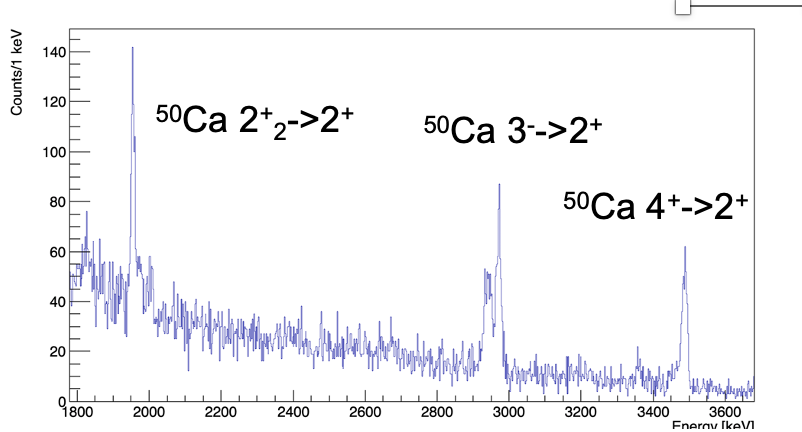 Counts/1 keV
140
120
100
80
60
40
20
0
⁵⁰Ca 2⁺₂->2⁺
⁵⁰Ca 3⁻->2⁺
⁵⁰Ca 4⁺->2⁺
1800 2000 2200 2400 2600 2800 3000 3200 3400 3600
Energy [keV]